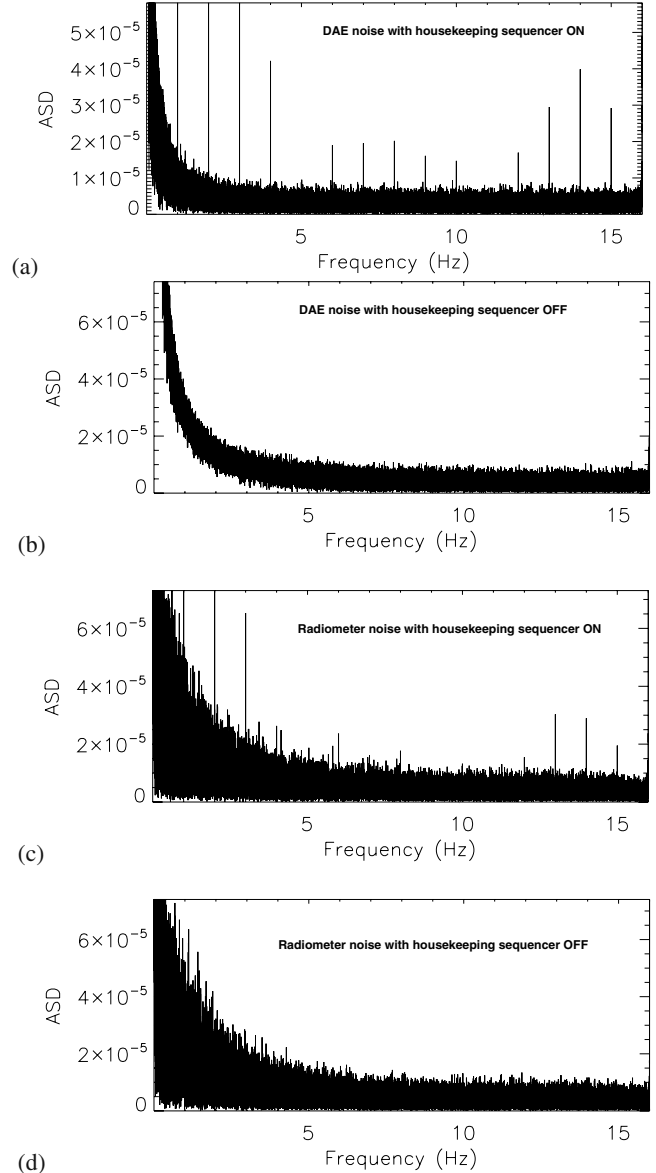 DAE noise with housekeeping sequencer ON
ASD
5×10⁻⁵
4×10⁻⁵
3×10⁻⁵
2×10⁻⁵
1×10⁻⁵
0
5
10
15
Frequency (Hz)
(a)
DAE noise with housekeeping sequencer OFF
ASD
6×10⁻⁵
4×10⁻⁵
2×10⁻⁵
0
5
10
15
Frequency (Hz)
(b)
Radiometer noise with housekeeping sequencer ON
ASD
6×10⁻⁵
4×10⁻⁵
2×10⁻⁵
0
5
10
15
Frequency (Hz)
(c)
Radiometer noise with housekeeping sequencer OFF
ASD
6×10⁻⁵
4×10⁻⁵
2×10⁻⁵
0
5
10
15
Frequency (Hz)
(d)